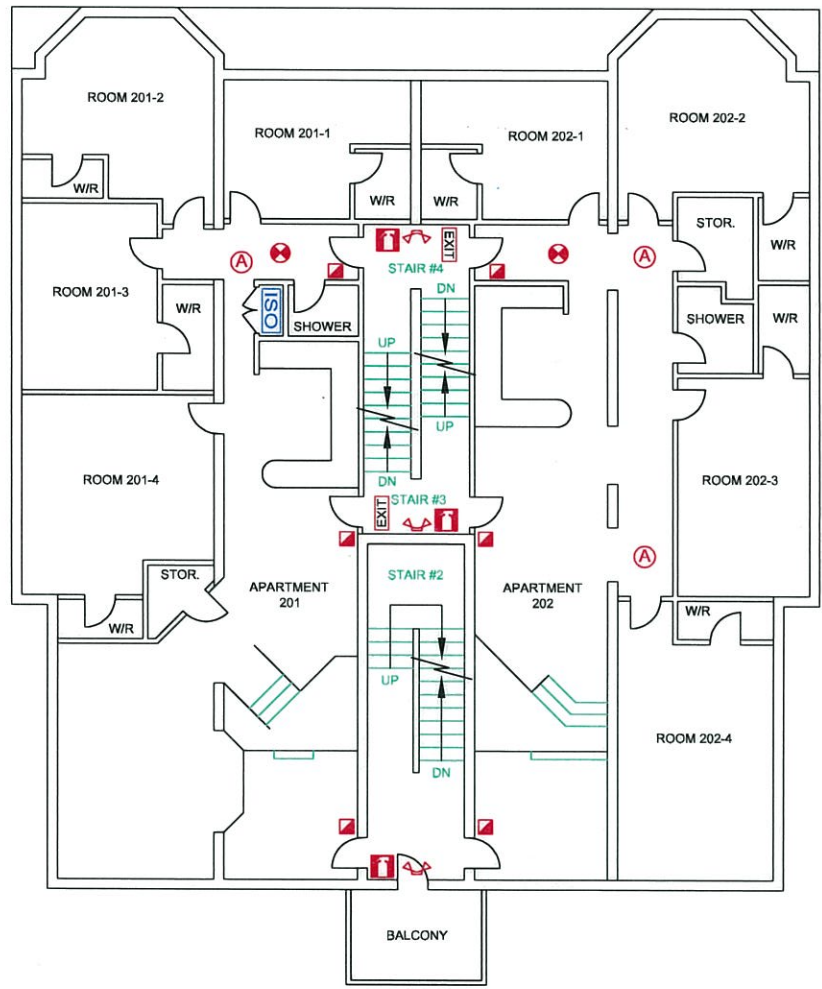 ROOM 201-2
ROOM 201-1
ROOM 202-1
ROOM 202-2
W/R
W/R
W/R
STOR.
W/R
EXIT
A
A
STAIR #4
ROOM 201-3
W/R
ISO
SHOWER
DN
SHOWER
W/R
UP
UP
ROOM 201-4
DN
ROOM 202-3
EXIT
STAIR #3
A
STOR.
STAIR #2
APARTMENT
201
APARTMENT
202
W/R
W/R
UP
ROOM 202-4
DN
BALCONY